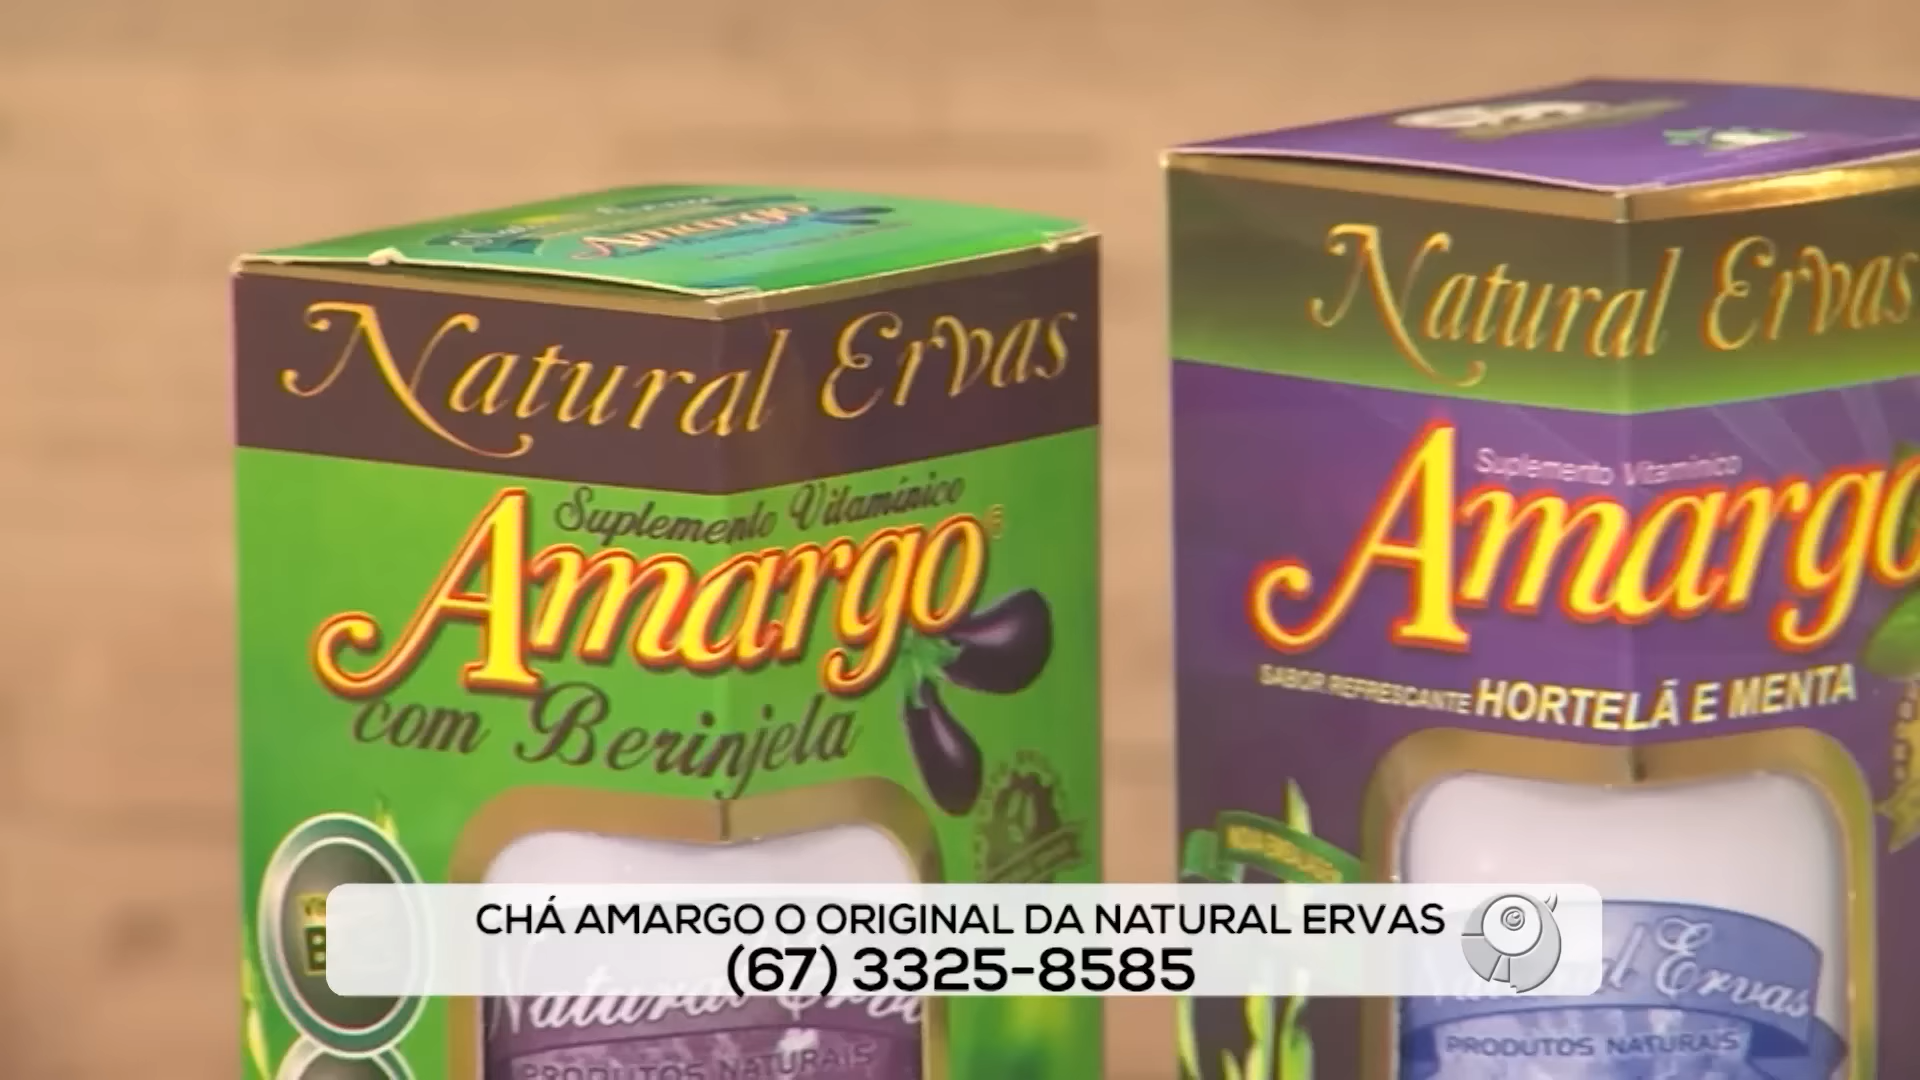 Amargo
Natural Ervas
Suplemento Vitamínico
Amargo®
com Berinjela
Natural Ervas
Suplemento Vitamínico
Amargo
SABOR REFRESCANTE HORTELÃ E MENTA
CHÁ AMARGO O ORIGINAL DA NATURAL ERVAS
(67) 3325-8585
Natural
PRODUTOS NATURAIS
Ervas
PRODUTOS NATURAIS